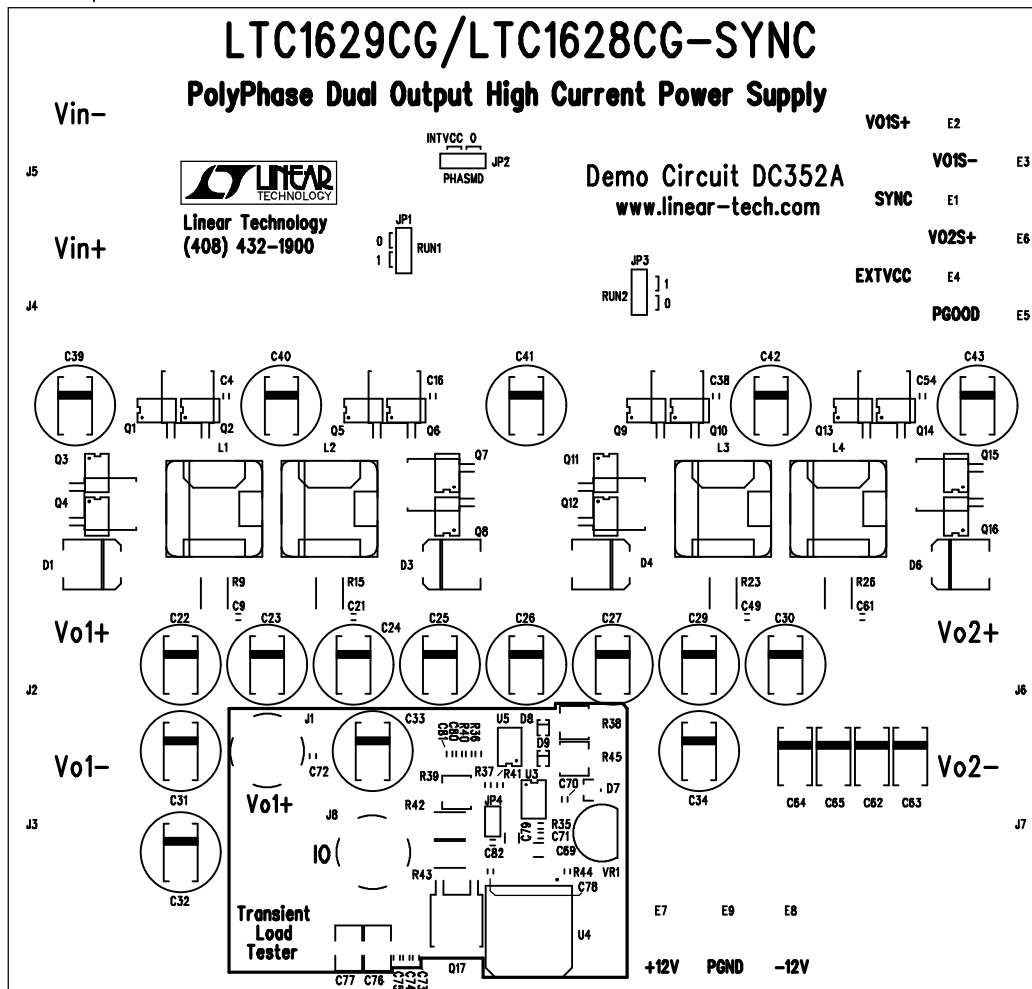 LTC1629CG/LTC1628CG-SYNC
PolyPhase Dual Output High Current Power Supply
Vin-
J5
Vin+
J4
LINEAR
TECHNOLOGY
Linear Technology
(408) 432-1900
INTVCC 0
JP2
PHASMD
JP1
0
1
RUN1
Demo Circuit DC352A
www.linear-tech.com
JP3
RUN2
1
0
VO1S+ E2
VO1S- E3
SYNC E1
VO2S+ E6
EXTVCC E4
PGOOD E5
C39 C40 C41 C42 C43
C4 C16 C38 C54
Q1 Q2 Q5 Q6 Q9 Q10 Q13 Q14
L1 L2 L3 L4
Q3 Q7 Q11 Q15
Q4 Q8 Q12 Q16
D1 D3 D4 D6
R9 R15 R23 R26
C9 C21 C49 C61
Vo1+ Vo2+
C22 C23 C24 C25 C26 C27 C29 C30
J2 J6
J1 C33 C81 C80 R40 R36 U5 D8 R38
D9 R45
C72
Vo1- Vo2-
R39 R37 R41 U3 C70 D7
C31 Vo1+ C34 C64 C65 C62 C63
R42 JP4 C79 R35
J3 J8 C71 J7
IO C82 C69 VR1
C32 R43 R44
C78
Transient
Load
Tester
U4
E7 E9 E8
+12V PGND -12V
C77 C76 C75 C74 C73 Q17